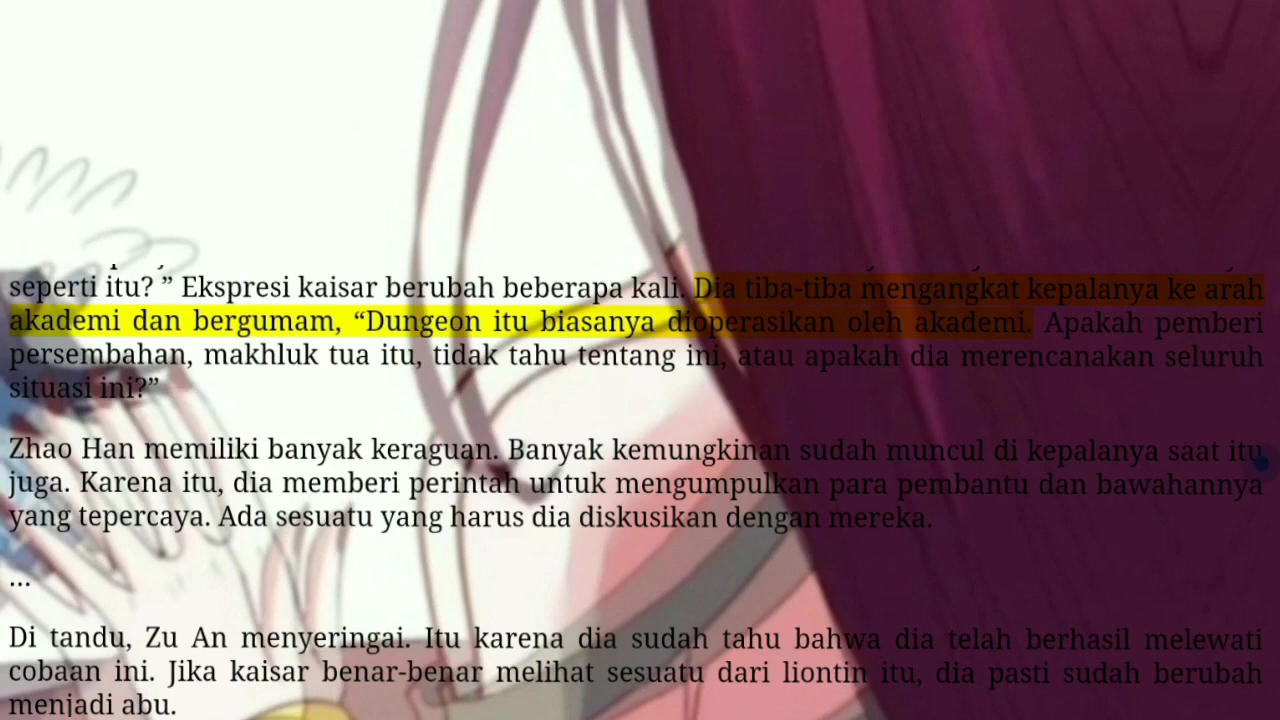 seperti itu? ” Ekspresi kaisar berubah beberapa kali. Dia tiba-tiba mengangkat kepalanya ke arah
akademi dan bergumam, “Dungeon itu biasanya dioperasikan oleh akademi. Apakah pemberi
persembahan, makhluk tua itu, tidak tahu tentang ini, atau apakah dia merencanakan seluruh
situasi ini?”
Zhao Han memiliki banyak keraguan. Banyak kemungkinan sudah muncul di kepalanya saat itu
juga. Karena itu, dia memberi perintah untuk mengumpulkan para pembantu dan bawahannya
yang tepercaya. Ada sesuatu yang harus dia diskusikan dengan mereka.
...
Di tandu, Zu An menyeringai. Itu karena dia sudah tahu bahwa dia telah berhasil melewati
cobaan ini. Jika kaisar benar-benar melihat sesuatu dari liontin itu, dia pasti sudah berubah
menjadi abu.